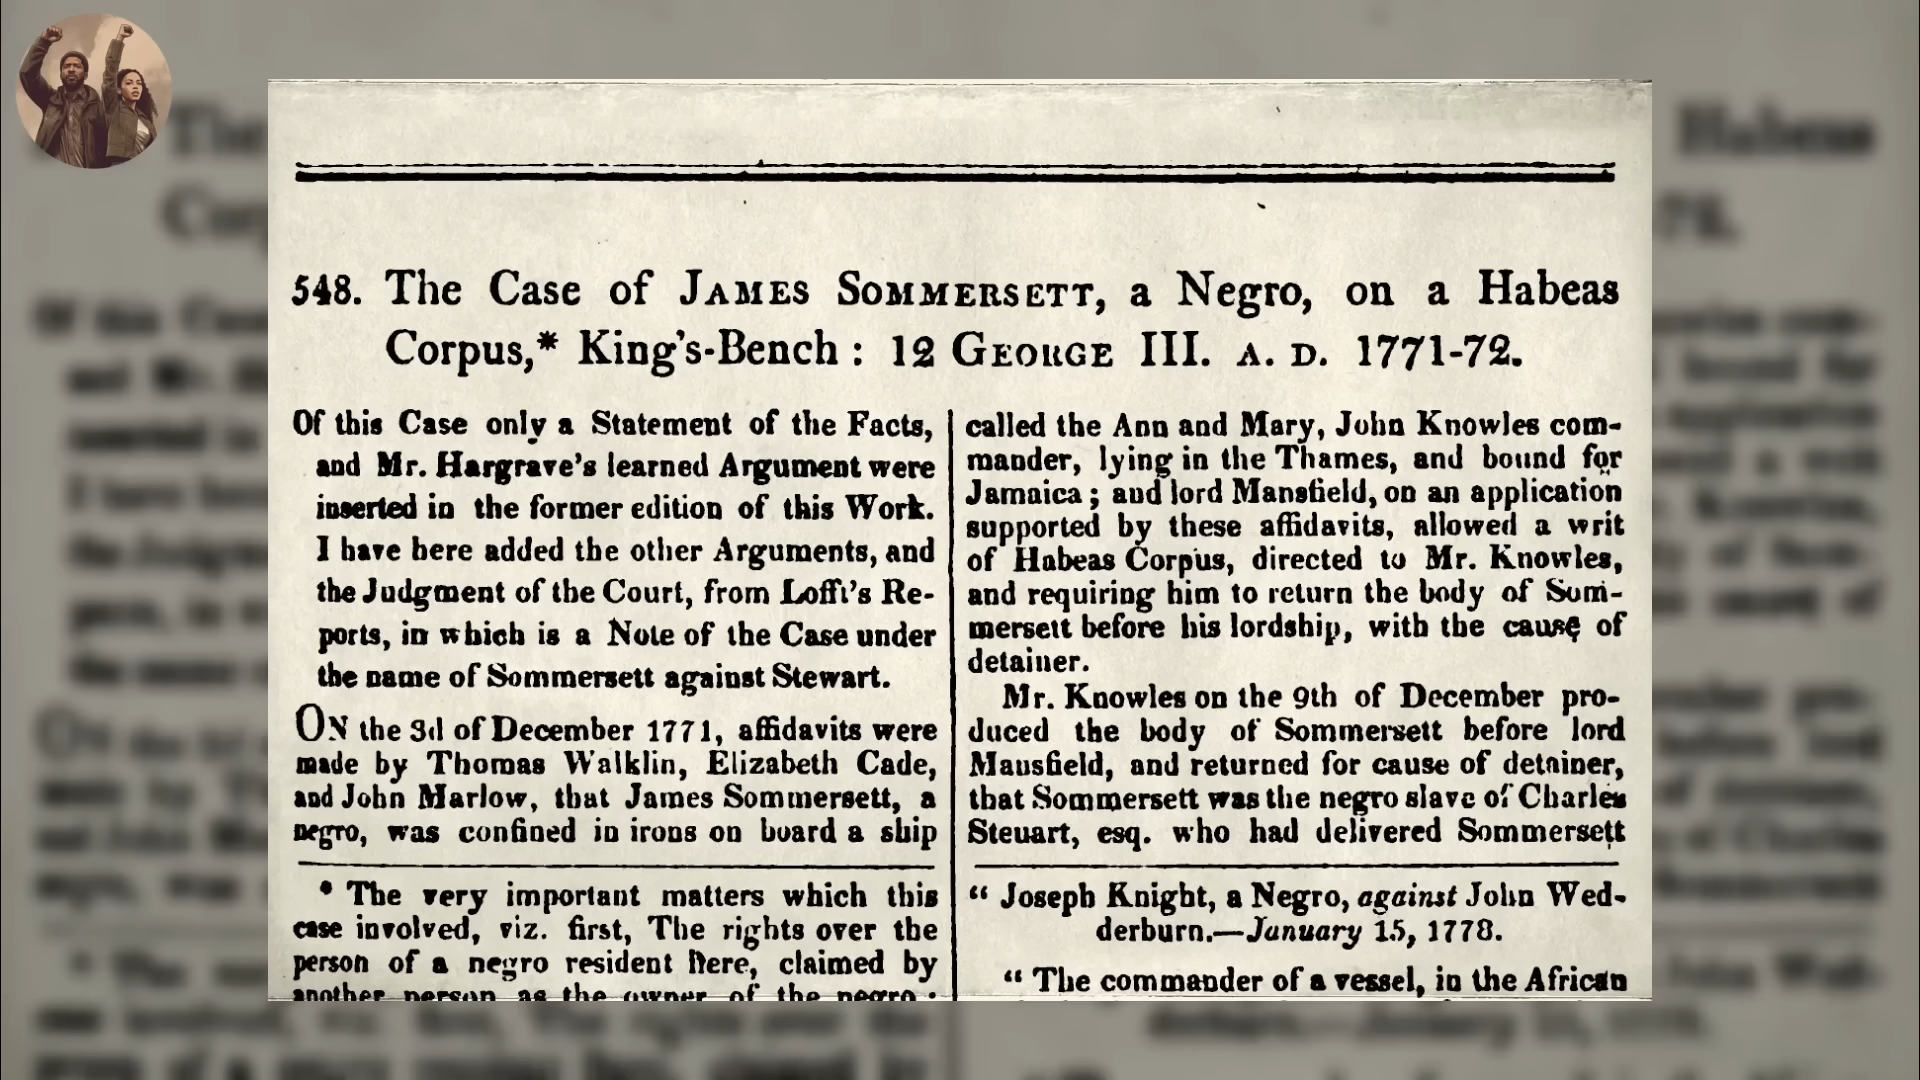 548. The Case of JAMES SOMMERSETT, a Negro, on a Habeas
Corpus,* King's-Bench : 12 GEORGE III. A. D. 1771-72.
Of this Case only a Statement of the Facts,
and Mr. Hargrave's learned Argument were
inserted in the former edition of this Work.
I have here added the other Arguments, and
the Judgment of the Court, from Lofft's Re-
ports, in which is a Note of the Case under
the name of Sommersett against Stewart.
ON the 3d of December 1771, affidavits were
made by Thomas Walklin, Elizabeth Cade,
and John Marlow, that James Sommersett, a
negro, was confined in irons on board a ship
* The very important matters which this
case involved, viz. first, The rights over the
person of a negro resident here, claimed by
another person as the owner of the negro ;
called the Ann and Mary, John Knowles com-
mander, lying in the Thames, and bound for
Jamaica ; and lord Mansfield, on an application
supported by these affidavits, allowed a writ
of Habeas Corpus, directed to Mr. Knowles,
and requiring him to return the body of Som-
mersett before his lordship, with the cause of
detainer.
Mr. Knowles on the 9th of December pro-
duced the body of Sommersett before lord
Mansfield, and returned for cause of detainer,
that Sommersett was the negro slave of Charles
Steuart, esq. who had delivered Sommersett
" Joseph Knight, a Negro, against John Wed-
derburn.—January 15, 1778.
" The commander of a vessel, in the African